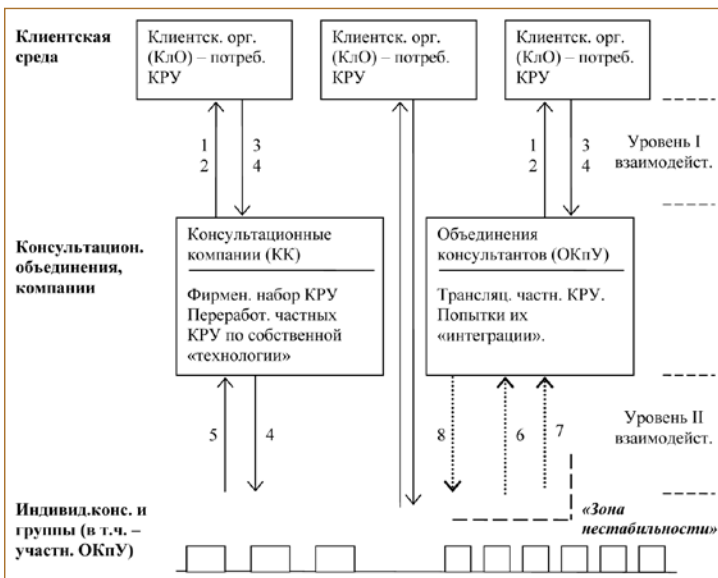 Клиентская
среда
Клиентск. орг.
(КлО) – потреб.
КРУ
Клиентск. орг.
(КлО) – потреб.
КРУ
Клиентск. орг.
(КлО) – потреб.
КРУ
1
2
3
4
1
2
3
4
Уровень I
взаимодейст.
Консультацион.
объединения,
компании
Консультационные
компании (КК)
Фирмен. набор КРУ
Переработ. частных
КРУ по собственной
«технологии»
Объединения
консультантов (ОКпУ)
Трансляц. частн. КРУ.
Попытки их
«интеграции».
5
4
8
6
7
Уровень II
взаимодейст.
Индивид.конс. и
группы (в т.ч. –
участн. ОКпУ)
«Зона
нестабильности»